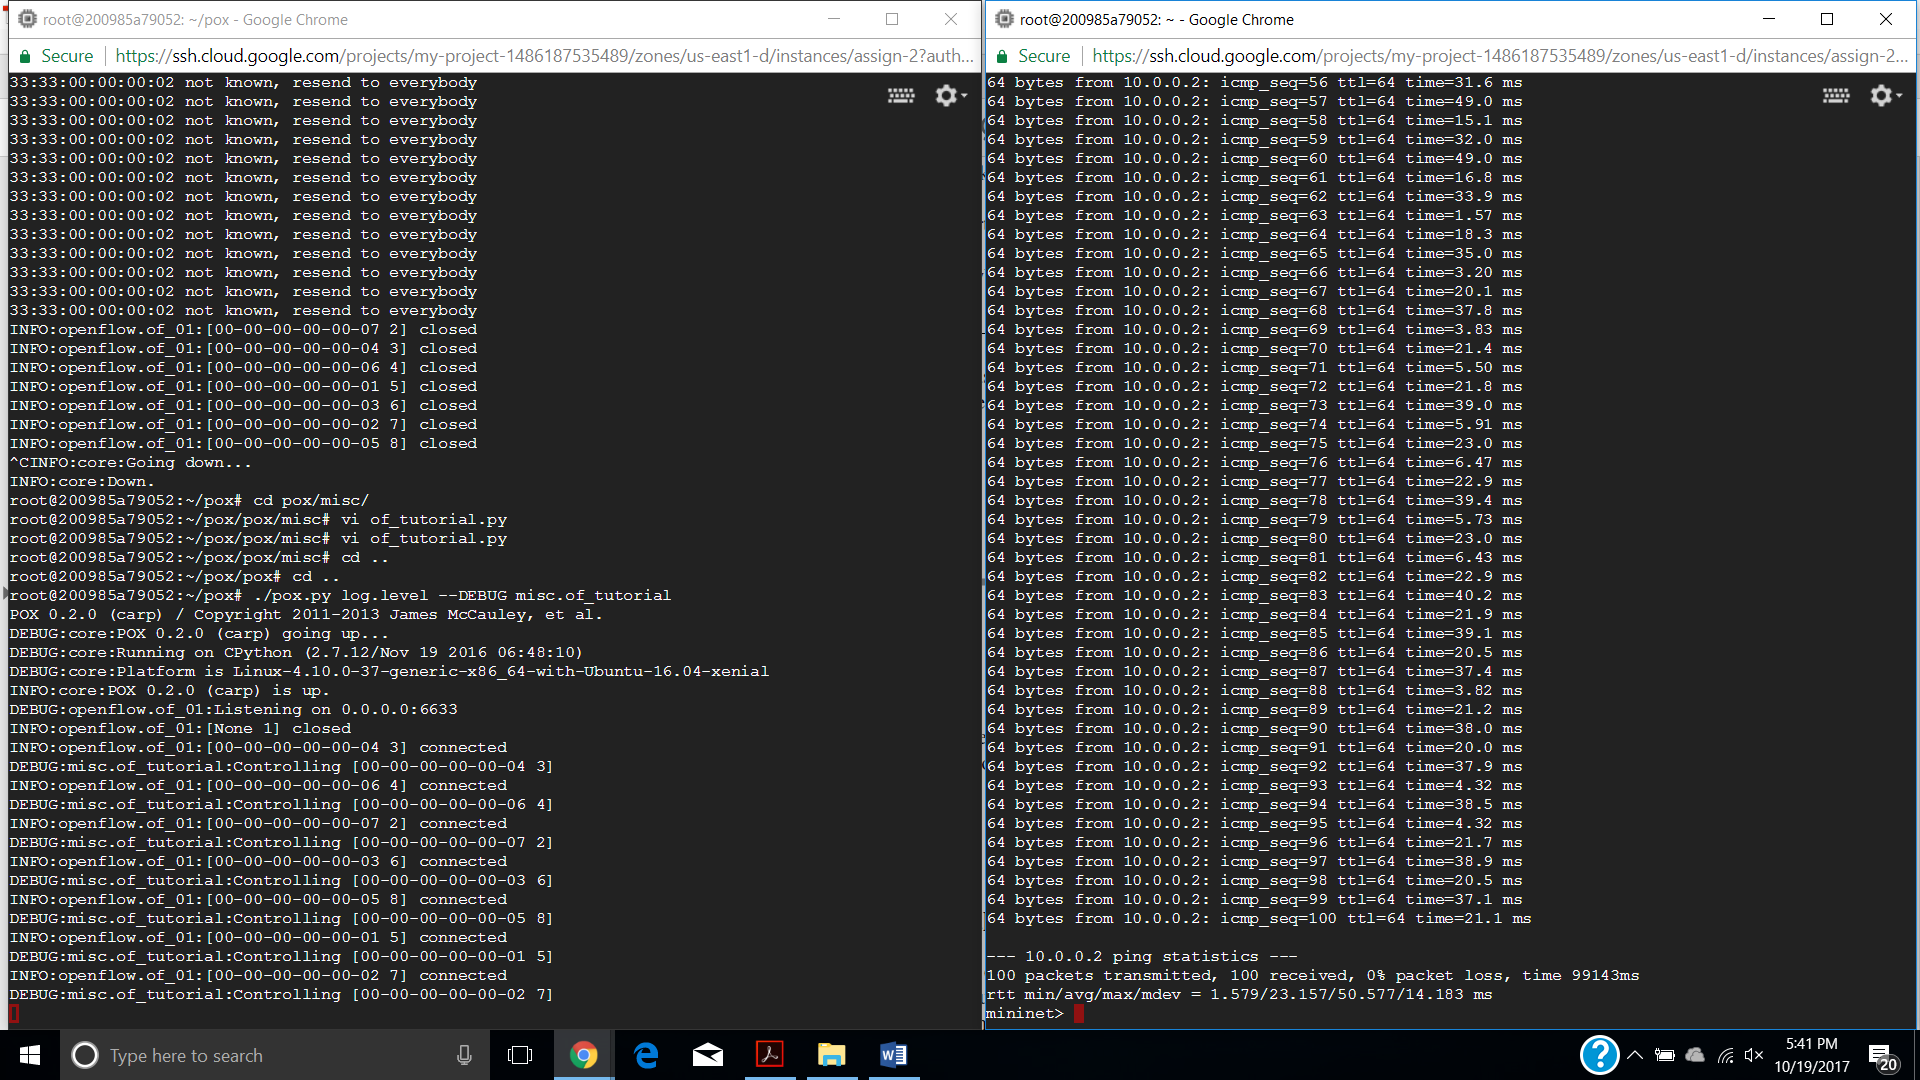 root@200985a79052: ~/pox - Google Chrome
Secure https://ssh.cloud.google.com/projects/my-project-1486187535489/zones/us-east1-d/instances/assign-2?auth...
33:33:00:00:00:02 not known, resend to everybody
33:33:00:00:00:02 not known, resend to everybody
33:33:00:00:00:02 not known, resend to everybody
33:33:00:00:00:02 not known, resend to everybody
33:33:00:00:00:02 not known, resend to everybody
33:33:00:00:00:02 not known, resend to everybody
33:33:00:00:00:02 not known, resend to everybody
33:33:00:00:00:02 not known, resend to everybody
33:33:00:00:00:02 not known, resend to everybody
33:33:00:00:00:02 not known, resend to everybody
33:33:00:00:00:02 not known, resend to everybody
33:33:00:00:00:02 not known, resend to everybody
33:33:00:00:00:02 not known, resend to everybody
INFO:openflow.of_01:[00-00-00-00-00-07 2] closed
INFO:openflow.of_01:[00-00-00-00-00-04 3] closed
INFO:openflow.of_01:[00-00-00-00-00-06 4] closed
INFO:openflow.of_01:[00-00-00-00-00-01 5] closed
INFO:openflow.of_01:[00-00-00-00-00-03 6] closed
INFO:openflow.of_01:[00-00-00-00-00-02 7] closed
INFO:openflow.of_01:[00-00-00-00-00-05 8] closed
^CINFO:core:Going down...
INFO:core:Down.
root@200985a79052:~/pox# cd pox/misc/
root@200985a79052:~/pox/pox/misc# vi of_tutorial.py
root@200985a79052:~/pox/pox/misc# vi of_tutorial.py
root@200985a79052:~/pox/pox/misc# cd ..
root@200985a79052:~/pox/pox# cd ..
root@200985a79052:~/pox# ./pox.py log.level --DEBUG misc.of_tutorial
POX 0.2.0 (carp) / Copyright 2011-2013 James McCauley, et al.
DEBUG:core:POX 0.2.0 (carp) going up...
DEBUG:core:Running on CPython (2.7.12/Nov 19 2016 06:48:10)
DEBUG:core:Platform is Linux-4.10.0-37-generic-x86_64-with-Ubuntu-16.04-xenial
INFO:core:POX 0.2.0 (carp) is up.
DEBUG:openflow.of_01:Listening on 0.0.0.0:6633
INFO:openflow.of_01:[None 1] closed
INFO:openflow.of_01:[00-00-00-00-00-04 3] connected
DEBUG:misc.of_tutorial:Controlling [00-00-00-00-00-04 3]
INFO:openflow.of_01:[00-00-00-00-00-06 4] connected
DEBUG:misc.of_tutorial:Controlling [00-00-00-00-00-06 4]
INFO:openflow.of_01:[00-00-00-00-00-07 2] connected
DEBUG:misc.of_tutorial:Controlling [00-00-00-00-00-07 2]
INFO:openflow.of_01:[00-00-00-00-00-03 6] connected
DEBUG:misc.of_tutorial:Controlling [00-00-00-00-00-03 6]
INFO:openflow.of_01:[00-00-00-00-00-05 8] connected
DEBUG:misc.of_tutorial:Controlling [00-00-00-00-00-05 8]
INFO:openflow.of_01:[00-00-00-00-00-01 5] connected
DEBUG:misc.of_tutorial:Controlling [00-00-00-00-00-01 5]
INFO:openflow.of_01:[00-00-00-00-00-02 7] connected
DEBUG:misc.of_tutorial:Controlling [00-00-00-00-00-02 7]
root@200985a79052: ~ - Google Chrome
Secure https://ssh.cloud.google.com/projects/my-project-1486187535489/zones/us-east1-d/instances/assign-2...
64 bytes from 10.0.0.2: icmp_seq=56 ttl=64 time=31.6 ms
64 bytes from 10.0.0.2: icmp_seq=57 ttl=64 time=49.0 ms
64 bytes from 10.0.0.2: icmp_seq=58 ttl=64 time=15.1 ms
64 bytes from 10.0.0.2: icmp_seq=59 ttl=64 time=32.0 ms
64 bytes from 10.0.0.2: icmp_seq=60 ttl=64 time=49.0 ms
64 bytes from 10.0.0.2: icmp_seq=61 ttl=64 time=16.8 ms
64 bytes from 10.0.0.2: icmp_seq=62 ttl=64 time=33.9 ms
64 bytes from 10.0.0.2: icmp_seq=63 ttl=64 time=1.57 ms
64 bytes from 10.0.0.2: icmp_seq=64 ttl=64 time=18.3 ms
64 bytes from 10.0.0.2: icmp_seq=65 ttl=64 time=35.0 ms
64 bytes from 10.0.0.2: icmp_seq=66 ttl=64 time=3.20 ms
64 bytes from 10.0.0.2: icmp_seq=67 ttl=64 time=20.1 ms
64 bytes from 10.0.0.2: icmp_seq=68 ttl=64 time=37.8 ms
64 bytes from 10.0.0.2: icmp_seq=69 ttl=64 time=3.83 ms
64 bytes from 10.0.0.2: icmp_seq=70 ttl=64 time=21.4 ms
64 bytes from 10.0.0.2: icmp_seq=71 ttl=64 time=5.50 ms
64 bytes from 10.0.0.2: icmp_seq=72 ttl=64 time=21.8 ms
64 bytes from 10.0.0.2: icmp_seq=73 ttl=64 time=39.0 ms
64 bytes from 10.0.0.2: icmp_seq=74 ttl=64 time=5.91 ms
64 bytes from 10.0.0.2: icmp_seq=75 ttl=64 time=23.0 ms
64 bytes from 10.0.0.2: icmp_seq=76 ttl=64 time=6.47 ms
64 bytes from 10.0.0.2: icmp_seq=77 ttl=64 time=22.9 ms
64 bytes from 10.0.0.2: icmp_seq=78 ttl=64 time=39.4 ms
64 bytes from 10.0.0.2: icmp_seq=79 ttl=64 time=5.73 ms
64 bytes from 10.0.0.2: icmp_seq=80 ttl=64 time=23.0 ms
64 bytes from 10.0.0.2: icmp_seq=81 ttl=64 time=6.43 ms
64 bytes from 10.0.0.2: icmp_seq=82 ttl=64 time=22.9 ms
64 bytes from 10.0.0.2: icmp_seq=83 ttl=64 time=40.2 ms
64 bytes from 10.0.0.2: icmp_seq=84 ttl=64 time=21.9 ms
64 bytes from 10.0.0.2: icmp_seq=85 ttl=64 time=39.1 ms
64 bytes from 10.0.0.2: icmp_seq=86 ttl=64 time=20.5 ms
64 bytes from 10.0.0.2: icmp_seq=87 ttl=64 time=37.4 ms
64 bytes from 10.0.0.2: icmp_seq=88 ttl=64 time=3.82 ms
64 bytes from 10.0.0.2: icmp_seq=89 ttl=64 time=21.2 ms
64 bytes from 10.0.0.2: icmp_seq=90 ttl=64 time=38.0 ms
64 bytes from 10.0.0.2: icmp_seq=91 ttl=64 time=20.0 ms
64 bytes from 10.0.0.2: icmp_seq=92 ttl=64 time=37.9 ms
64 bytes from 10.0.0.2: icmp_seq=93 ttl=64 time=4.32 ms
64 bytes from 10.0.0.2: icmp_seq=94 ttl=64 time=38.5 ms
64 bytes from 10.0.0.2: icmp_seq=95 ttl=64 time=4.32 ms
64 bytes from 10.0.0.2: icmp_seq=96 ttl=64 time=21.7 ms
64 bytes from 10.0.0.2: icmp_seq=97 ttl=64 time=38.9 ms
64 bytes from 10.0.0.2: icmp_seq=98 ttl=64 time=20.5 ms
64 bytes from 10.0.0.2: icmp_seq=99 ttl=64 time=37.1 ms
64 bytes from 10.0.0.2: icmp_seq=100 ttl=64 time=21.1 ms
--- 10.0.0.2 ping statistics ---
100 packets transmitted, 100 received, 0% packet loss, time 99143ms
rtt min/avg/max/mdev = 1.579/23.157/50.577/14.183 ms
mininet>
Type here to search
5:41 PM
10/19/2017
20